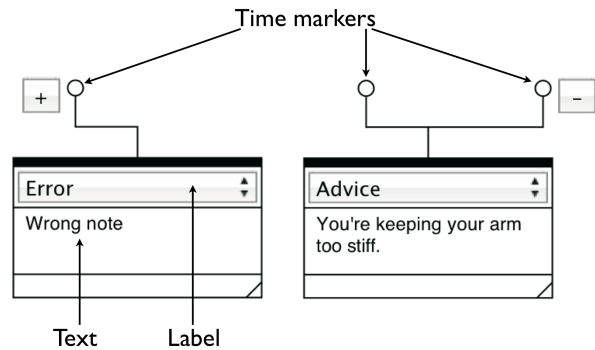 Time markers
+
-
Error
Advice
Wrong note
You're keeping your arm
too stiff.
Text
Label